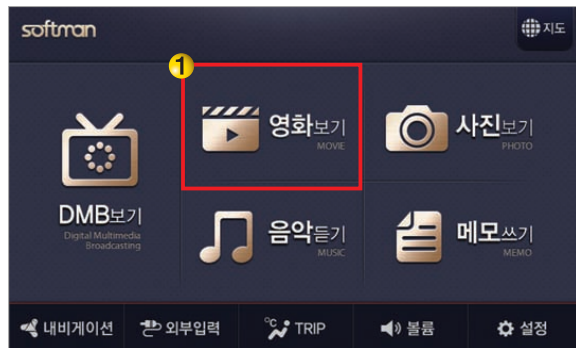 softman
지도
1
영화보기
MOVIE
사진보기
PHOTO
DMB보기
Digital Multimedia
Broadcasting
음악듣기
MUSIC
메모쓰기
MEMO
내비게이션
외부입력
°C TRIP
볼륨
설정